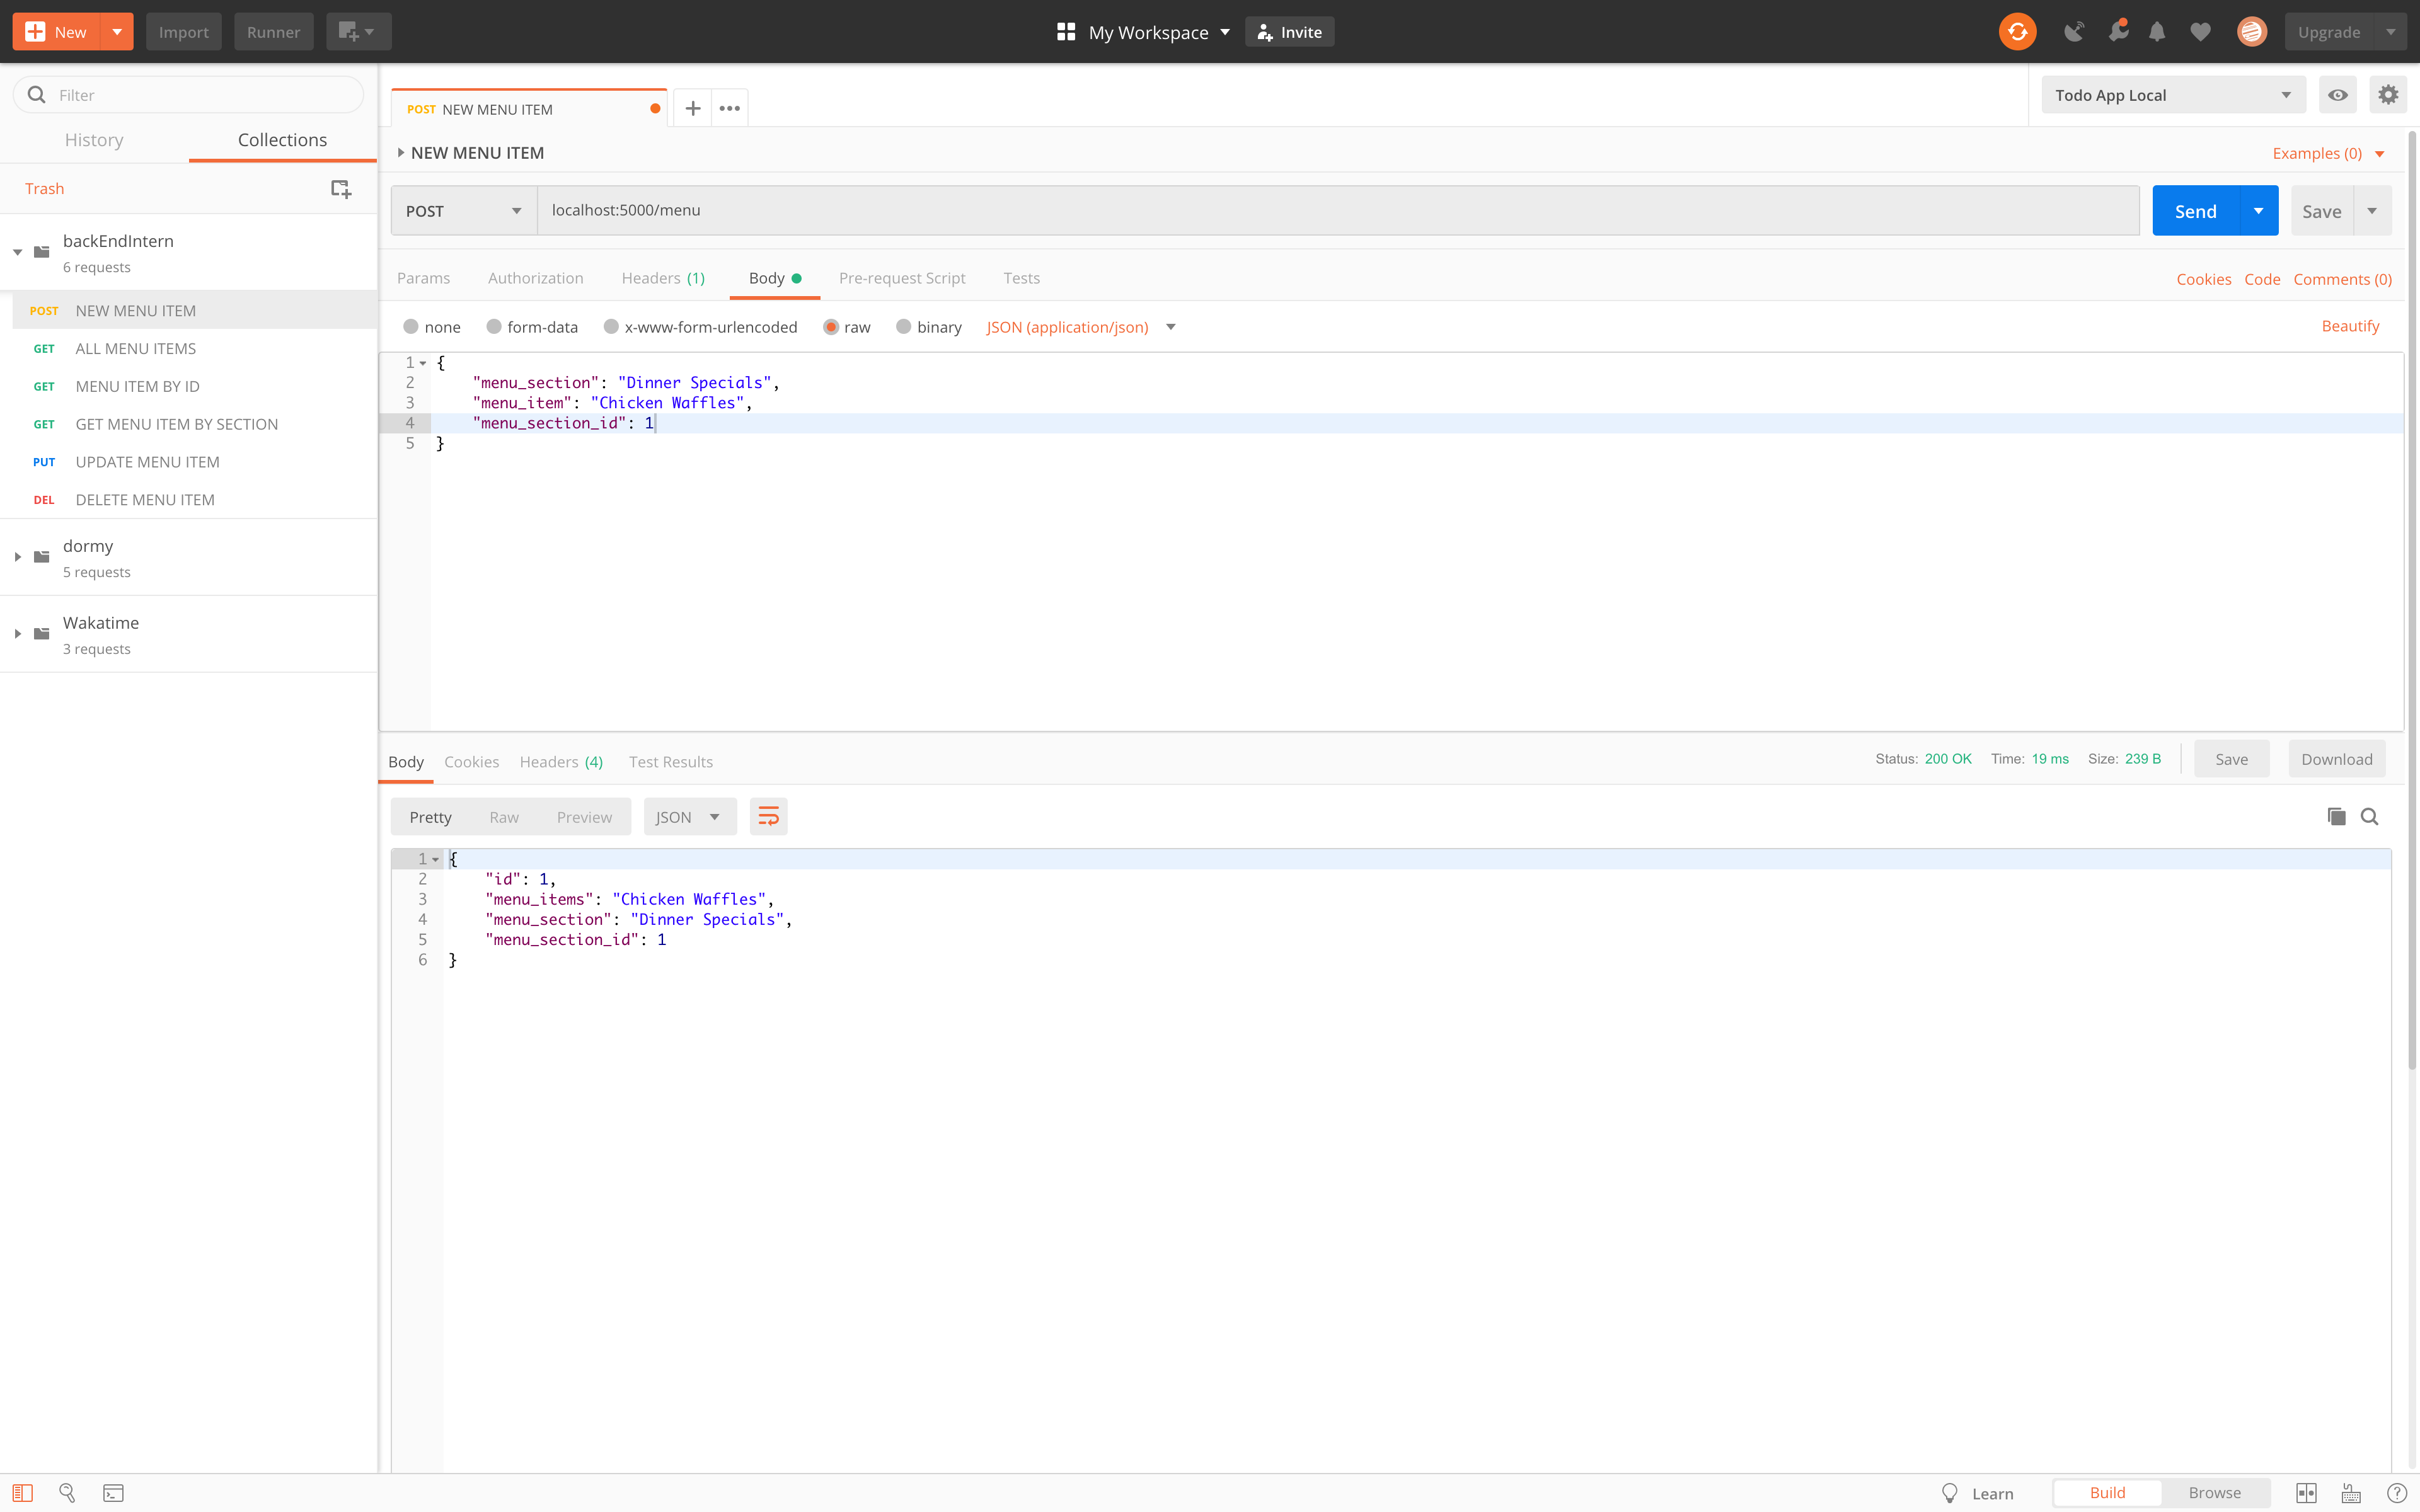 New
Import
Runner
My Workspace
Invite
Upgrade
Filter
History
Collections
Trash
backEndIntern
6 requests
POST NEW MENU ITEM
GET ALL MENU ITEMS
GET MENU ITEM BY ID
GET GET MENU ITEM BY SECTION
PUT UPDATE MENU ITEM
DEL DELETE MENU ITEM
dormy
5 requests
Wakatime
3 requests
POST NEW MENU ITEM
Todo App Local
NEW MENU ITEM
Examples (0)
POST
localhost:5000/menu
Send
Save
Params
Authorization
Headers (1)
Body
Pre-request Script
Tests
Cookies
Code
Comments (0)
none
form-data
x-www-form-urlencoded
raw
binary
JSON (application/json)
Beautify
1 {
2 "menu_section": "Dinner Specials",
3 "menu_item": "Chicken Waffles",
4 "menu_section_id": 1
5 }
Body
Cookies
Headers (4)
Test Results
Status: 200 OK
Time: 19 ms
Size: 239 B
Save
Download
Pretty
Raw
Preview
JSON
1 {
2 "id": 1,
3 "menu_items": "Chicken Waffles",
4 "menu_section": "Dinner Specials",
5 "menu_section_id": 1
6 }
Learn
Build
Browse